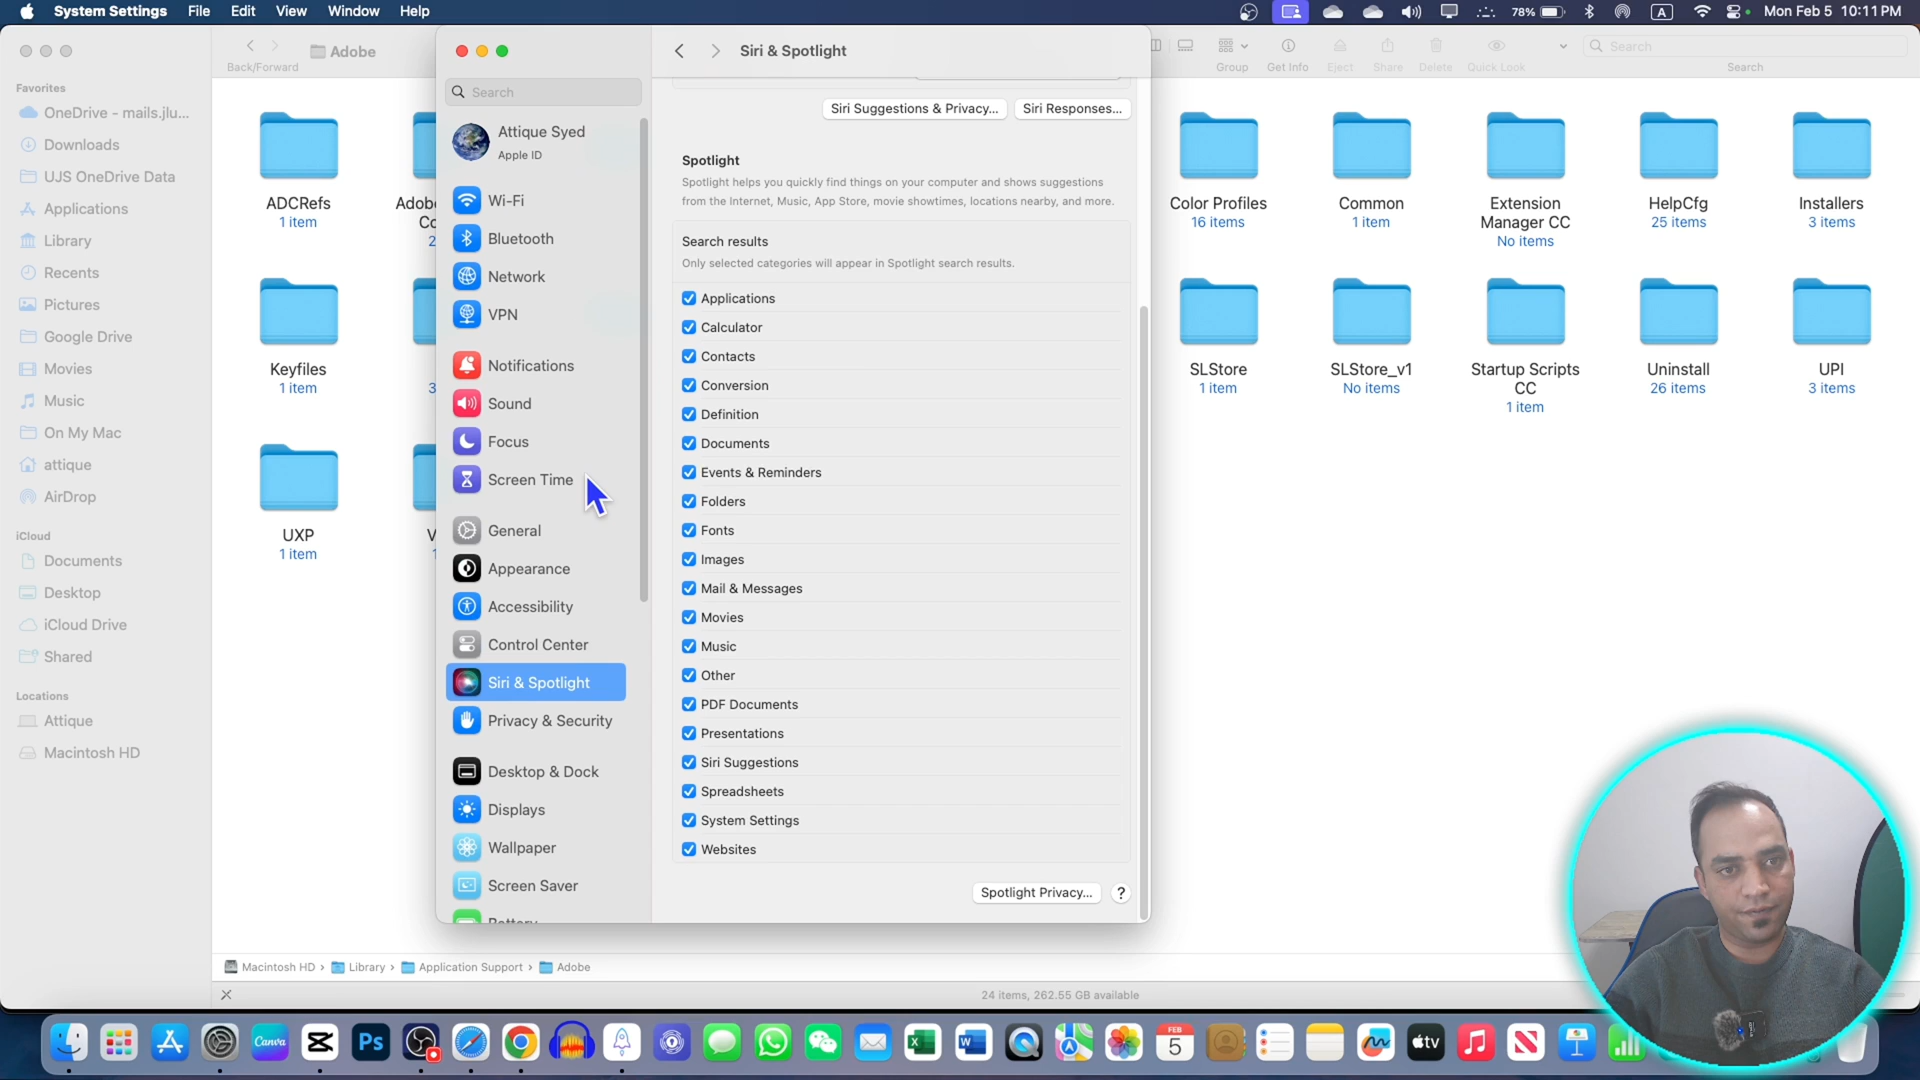 System Settings File Edit View Window Help
78% A Mon Feb 5 10:11 PM
Adobe
Back/Forward
Group Get Info Eject Share Delete Quick Look
Search
Search
Favorites
OneDrive - mails.jlu...
Downloads
UJS OneDrive Data
Applications
Library
Recents
Pictures
Google Drive
Movies
Music
On My Mac
attique
AirDrop
iCloud
Documents
Desktop
iCloud Drive
Shared
Locations
Attique
Macintosh HD
ADCRefs
1 item
Keyfiles
1 item
UXP
1 item
Search
Attique Syed
Apple ID
Wi-Fi
Bluetooth
Network
VPN
Notifications
Sound
Focus
Screen Time
General
Appearance
Accessibility
Control Center
Siri & Spotlight
Privacy & Security
Desktop & Dock
Displays
Wallpaper
Screen Saver
Battery
Siri & Spotlight
Siri Suggestions & Privacy...
Siri Responses...
Spotlight
Spotlight helps you quickly find things on your computer and shows suggestions
from the Internet, Music, App Store, movie showtimes, locations nearby, and more.
Search results
Only selected categories will appear in Spotlight search results.
Applications
Calculator
Contacts
Conversion
Definition
Documents
Events & Reminders
Folders
Fonts
Images
Mail & Messages
Movies
Music
Other
PDF Documents
Presentations
Siri Suggestions
Spreadsheets
System Settings
Websites
Spotlight Privacy...
?
Color Profiles
16 items
Common
1 item
Extension
Manager CC
No items
HelpCfg
25 items
Installers
3 items
SLStore
1 item
SLStore_v1
No items
Startup Scripts
CC
1 item
Uninstall
26 items
UPI
3 items
Macintosh HD › Library › Application Support › Adobe
24 items, 262.55 GB available
Canva
Ps
FEB
5
tv